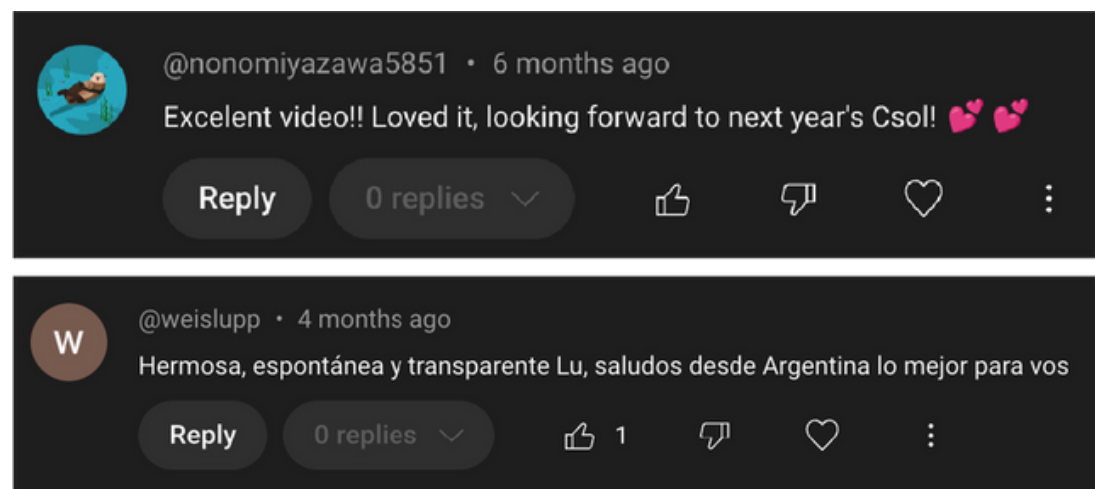 @nonomiyazawa5851 • 6 months ago
Excelent video!! Loved it, looking forward to next year's Csol! 💕 💕
Reply 0 replies
W
@weislupp • 4 months ago
Hermosa, espontánea y transparente Lu, saludos desde Argentina lo mejor para vos
Reply 0 replies 1